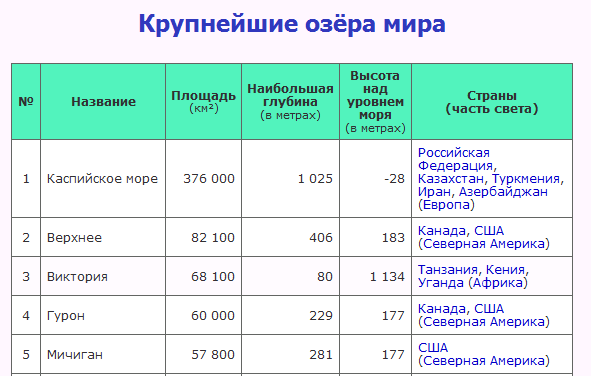 Крупнейшие озёра мира
№ Название Площадь (км²) Наибольшая глубина (в метрах) Высота над уровнем моря (в метрах) Страны (часть света)
1 Каспийское море 376 000 1 025 -28 Российская Федерация, Казахстан, Туркмения, Иран, Азербайджан (Европа)
2 Верхнее 82 100 406 183 Канада, США (Северная Америка)
3 Виктория 68 100 80 1 134 Танзания, Кения, Уганда (Африка)
4 Гурон 60 000 229 177 Канада, США (Северная Америка)
5 Мичиган 57 800 281 177 США (Северная Америка)